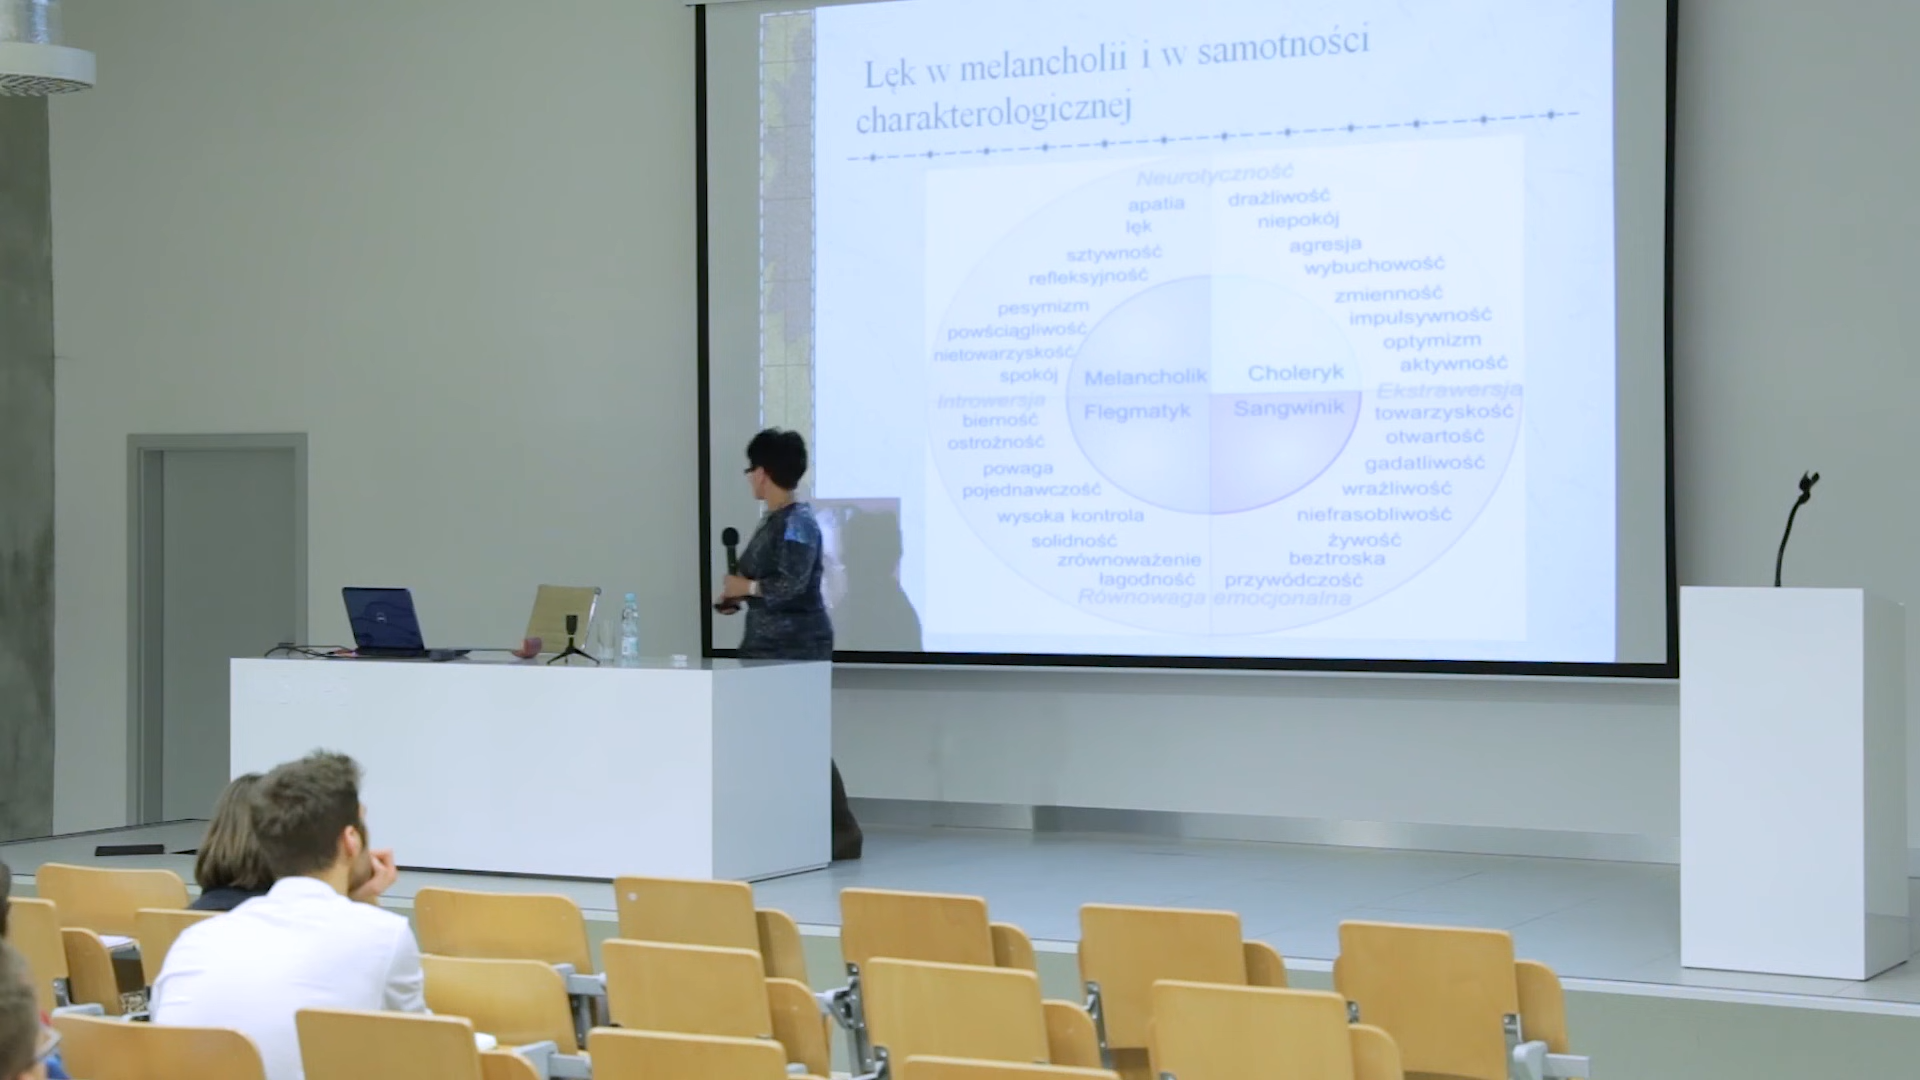 Lęk w melancholii i w samotności
charakterologicznej
Neurotyczność
apatia
drażliwość
lęk
niepokój
sztywność
agresja
refleksyjność
wybuchowość
pesymizm
zmienność
powściągliwość
impulsywność
nietowarzyskość
optymizm
spokój
aktywność
Melancholik
Choleryk
Introwersja
Ekstrawersja
Flegmatyk
Sangwinik
bierność
towarzyskość
ostrożność
otwartość
powaga
gadatliwość
pojednawczość
wrażliwość
wysoka kontrola
niefrasobliwość
solidność
żywość
zrównoważenie
beztroska
łagodność
przywódczość
Równowaga emocjonalna